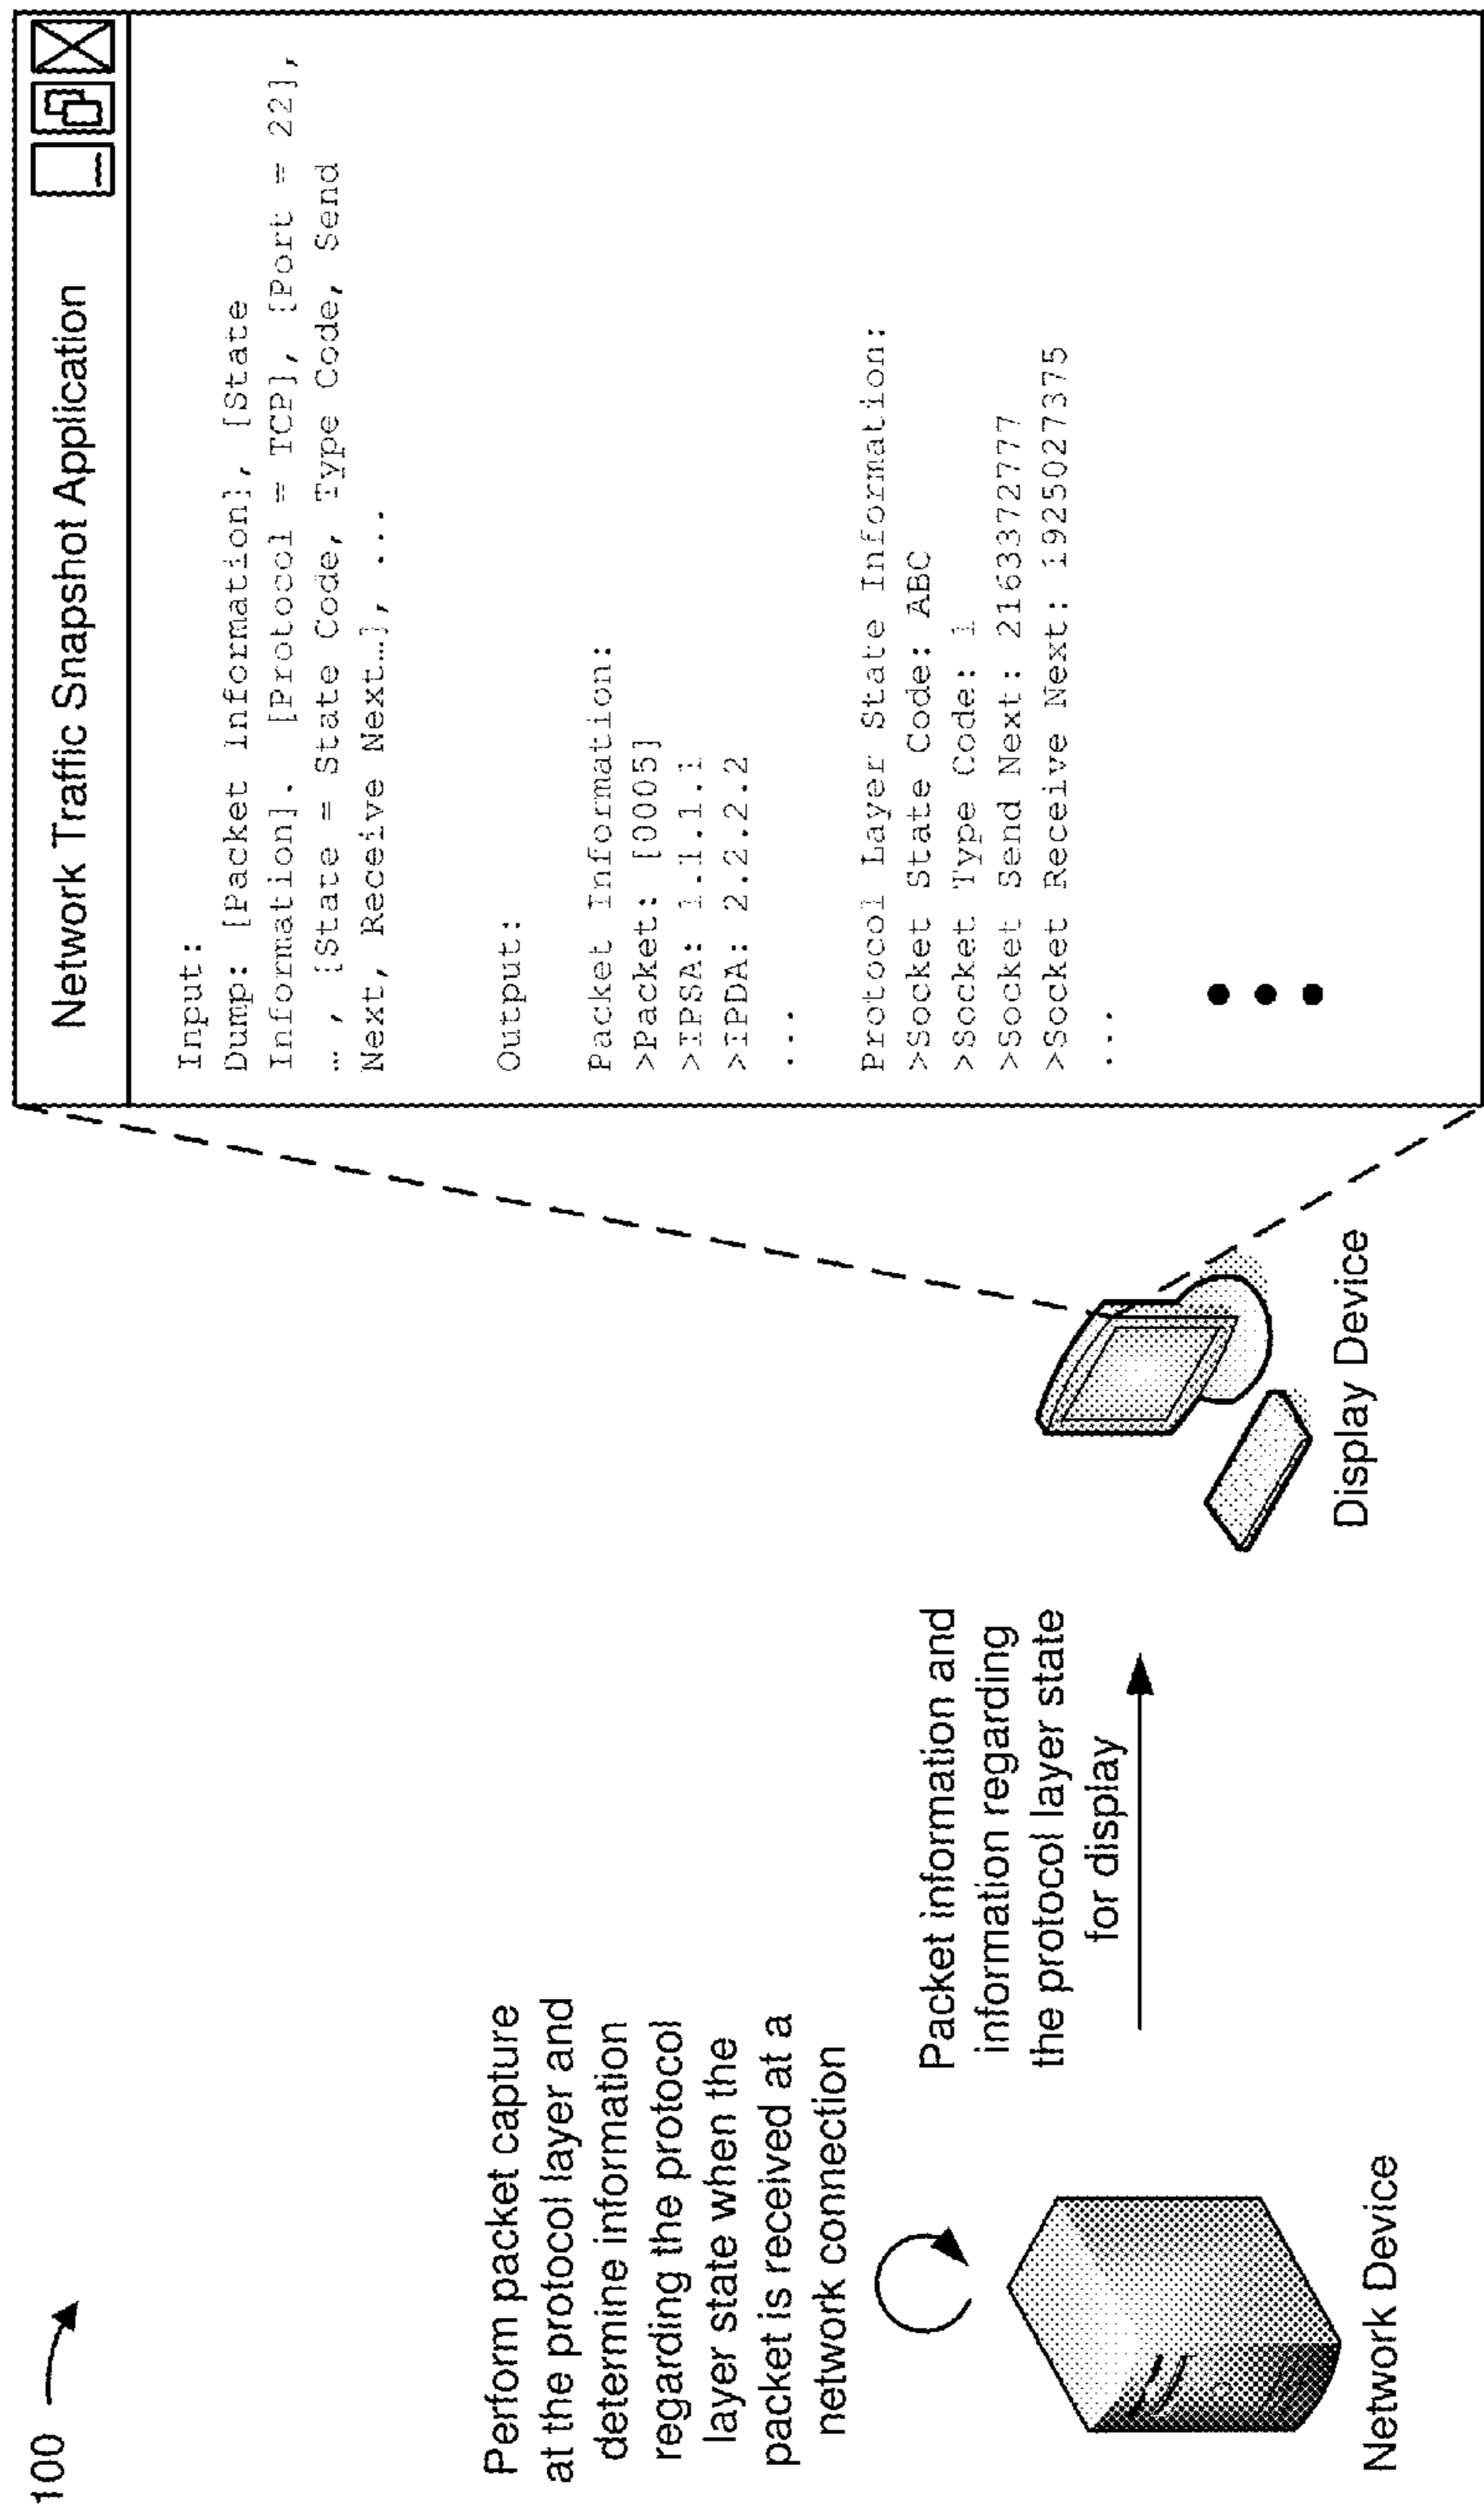 100
Perform packet capture
at the protocol layer and
determine information
regarding the protocol
layer state when the
packet is received at a
network connection
Network Device
Packet information and
information regarding
the protocol layer state
for display
Display Device
Network Traffic Snapshot Application
Input:
Dump: [Packet Information], [State
Information]. [Protocol = TCP], [Port = 22],
…, [State = State Code, Type Code, Send
Next, Receive Next…], ...
Output:
Packet Information:
>Packet: [0005]
>IPSA: 1.1.1.1
>IPDA: 2.2.2.2
...
Protocol Layer State Information:
>Socket State Code: ABC
>Socket Type Code: 1
>Socket Send Next: 2163372777
>Socket Receive Next: 1925027375
...